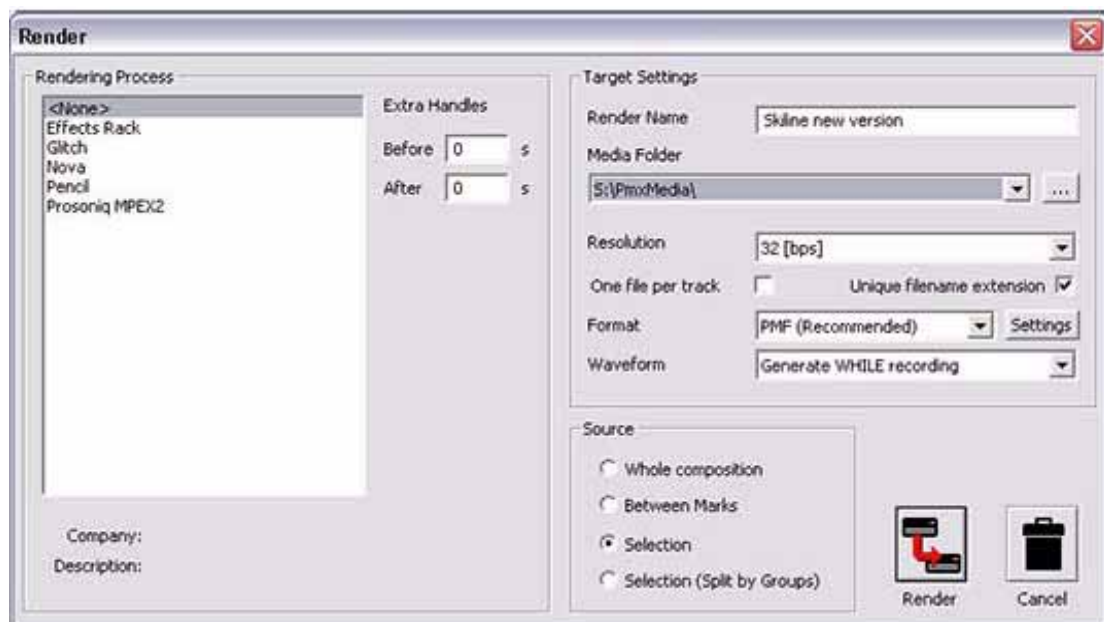 Render
Rendering Process
<None>
Effects Rack
Glitch
Nova
Pencil
Prosoniq MPEX2
Extra Handles
Before 0 s
After 0 s
Company:
Description:
Target Settings
Render Name Skiline new version
Media Folder
S:\PmxMedia\ ...
Resolution 32 [bps]
One file per track Unique filename extension
Format PMF (Recommended) Settings
Waveform Generate WHILE recording
Source
Whole composition
Between Marks
Selection
Selection (Split by Groups)
Render Cancel